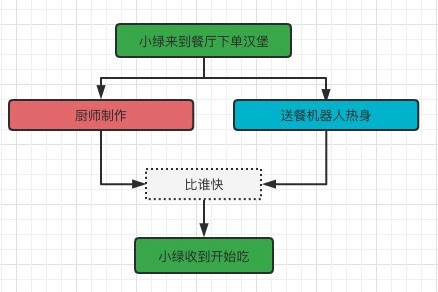 小绿来到餐厅下单汉堡
厨师制作
送餐机器人热身
比谁快
小绿收到开始吃